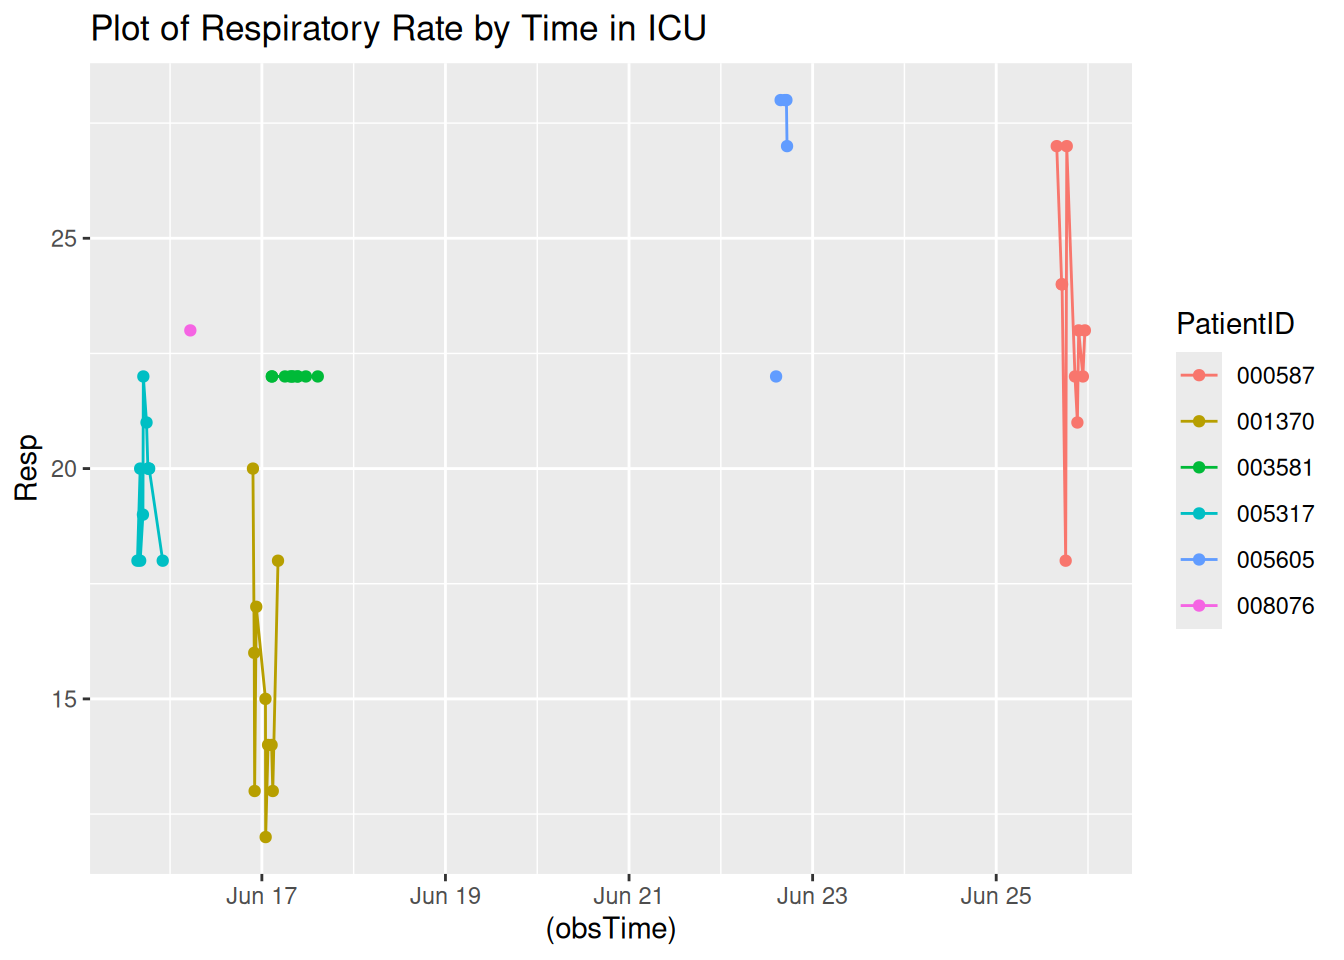 Plot of Respiratory Rate by Time in ICU
25
20
15
Resp
Jun 17
Jun 19
Jun 21
Jun 23
Jun 25
(obsTime)
PatientID
000587
001370
003581
005317
005605
008076